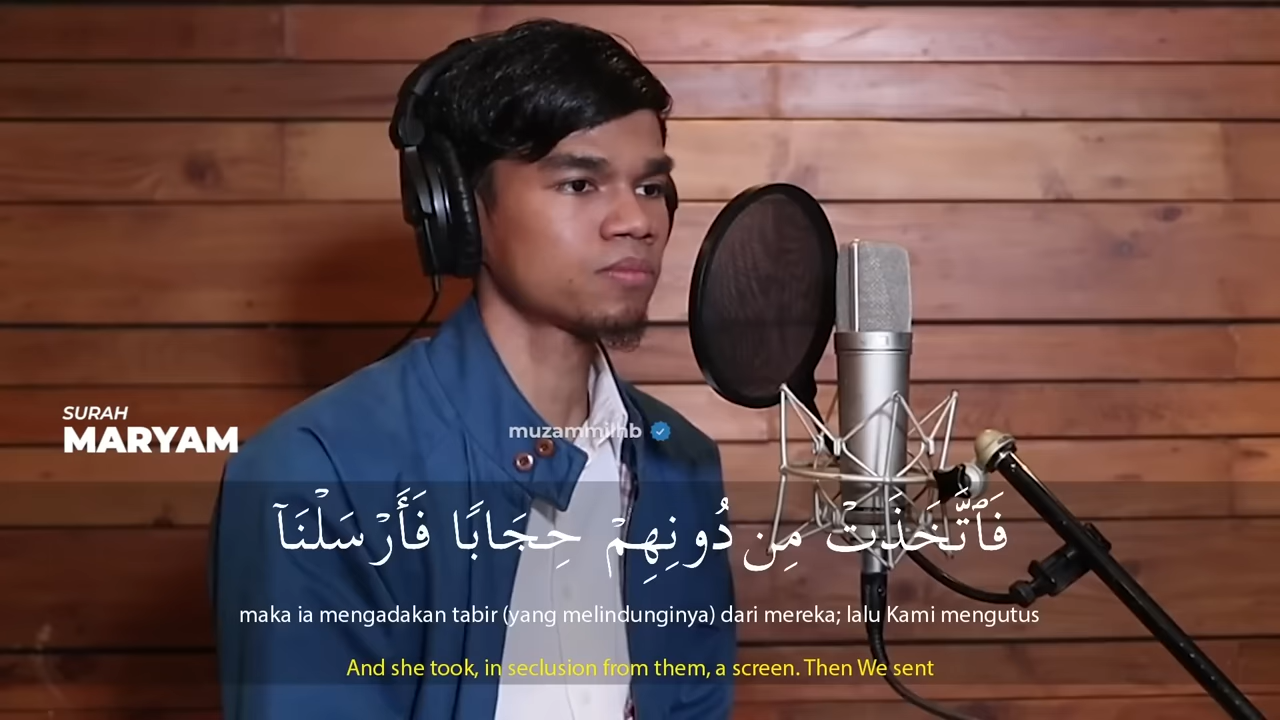 SURAH
MARYAM
muzammilhb
فَٱتَّخَذَتْ مِن دُونِهِمْ حِجَابًا فَأَرْسَلْنَآ
maka ia mengadakan tabir (yang melindunginya) dari mereka; lalu Kami mengutus
And she took, in seclusion from them, a screen. Then We sent